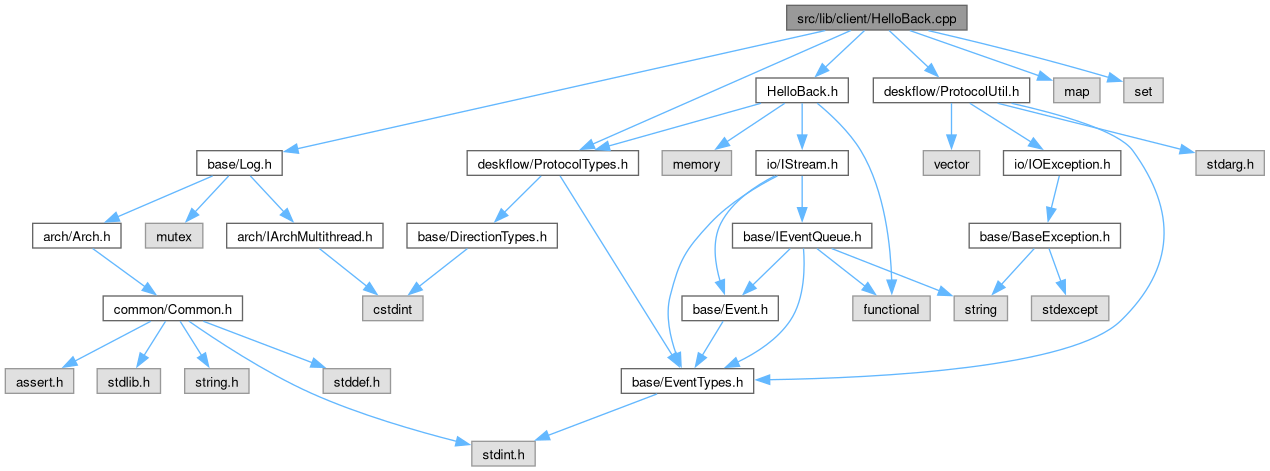 src/lib/client/HelloBack.cpp
HelloBack.h
deskflow/ProtocolUtil.h
map
set
base/Log.h
deskflow/ProtocolTypes.h
memory
io/IStream.h
vector
io/IOException.h
stdarg.h
arch/Arch.h
mutex
arch/IArchMultithread.h
base/DirectionTypes.h
base/IEventQueue.h
base/BaseException.h
common/Common.h
cstdint
base/Event.h
functional
string
stdexcept
assert.h
stdlib.h
string.h
stddef.h
base/EventTypes.h
stdint.h